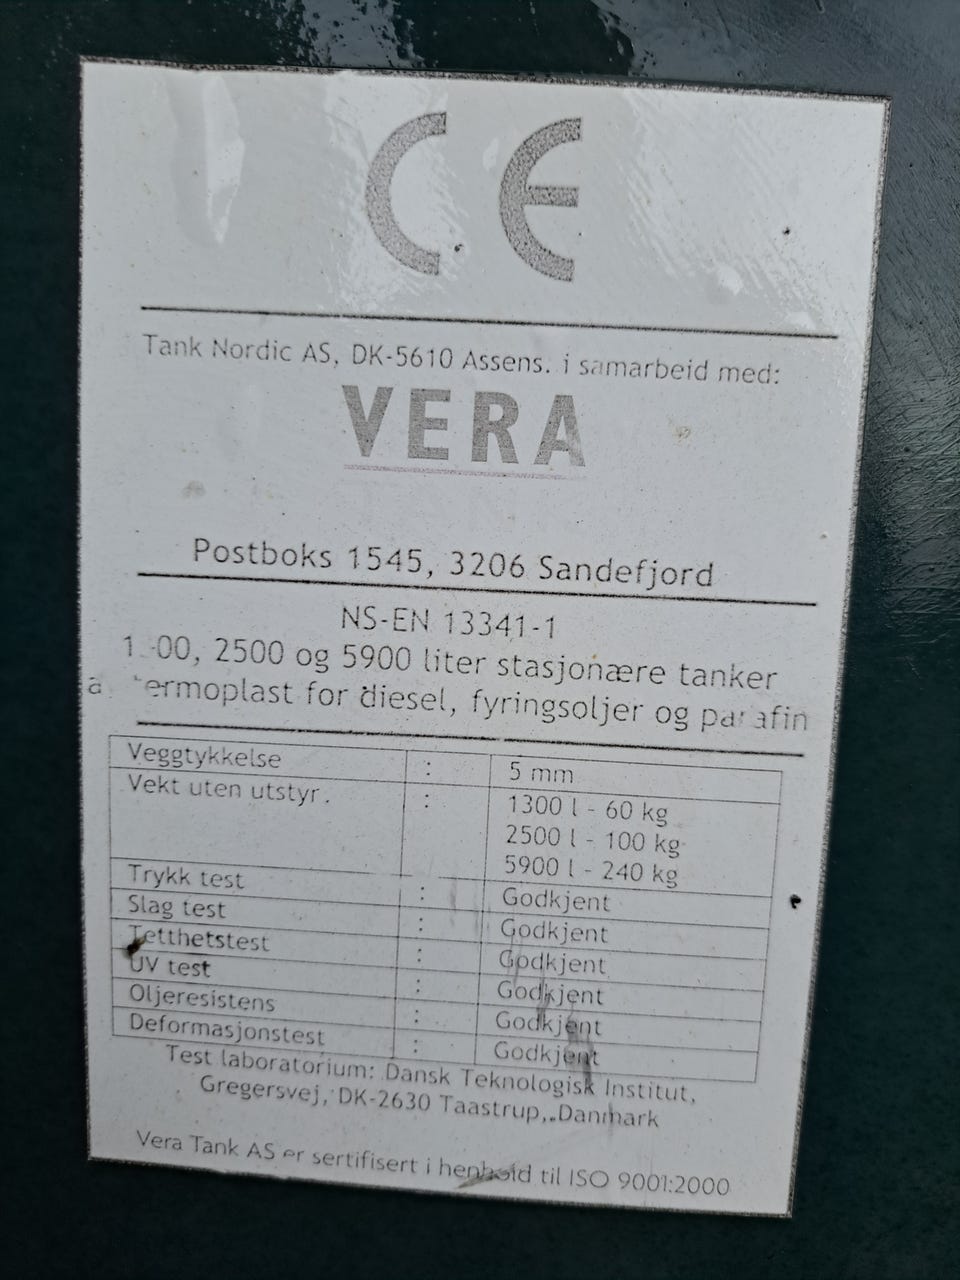 CE
Tank Nordic AS, DK-5610 Assens. i samarbeid med:
VERA
Postboks 1545, 3206 Sandefjord
NS-EN 13341-1
2500 og 5900 liter stasjonære tanker
for diesel, fyringsoljer og
Veggtykkelse : 5 mm
Vekt uten utstyr. : 1300 l - 60 kg
2500 l - 100 kg
5900 l - 240 kg
Trykk test : Godkjent
Slag test : Godkjent
Tetthetstest : Godkjent
UV test : Godkjent
Oljeresistens : Godkjent
Deformasjonstest : Godkjent
Test laboratorium: Dansk Teknologisk Institut,
Gregersvej, DK-2630 Taastrup, Danmark
Vera Tank AS er sertifisert i henhold til ISO 9001:2000